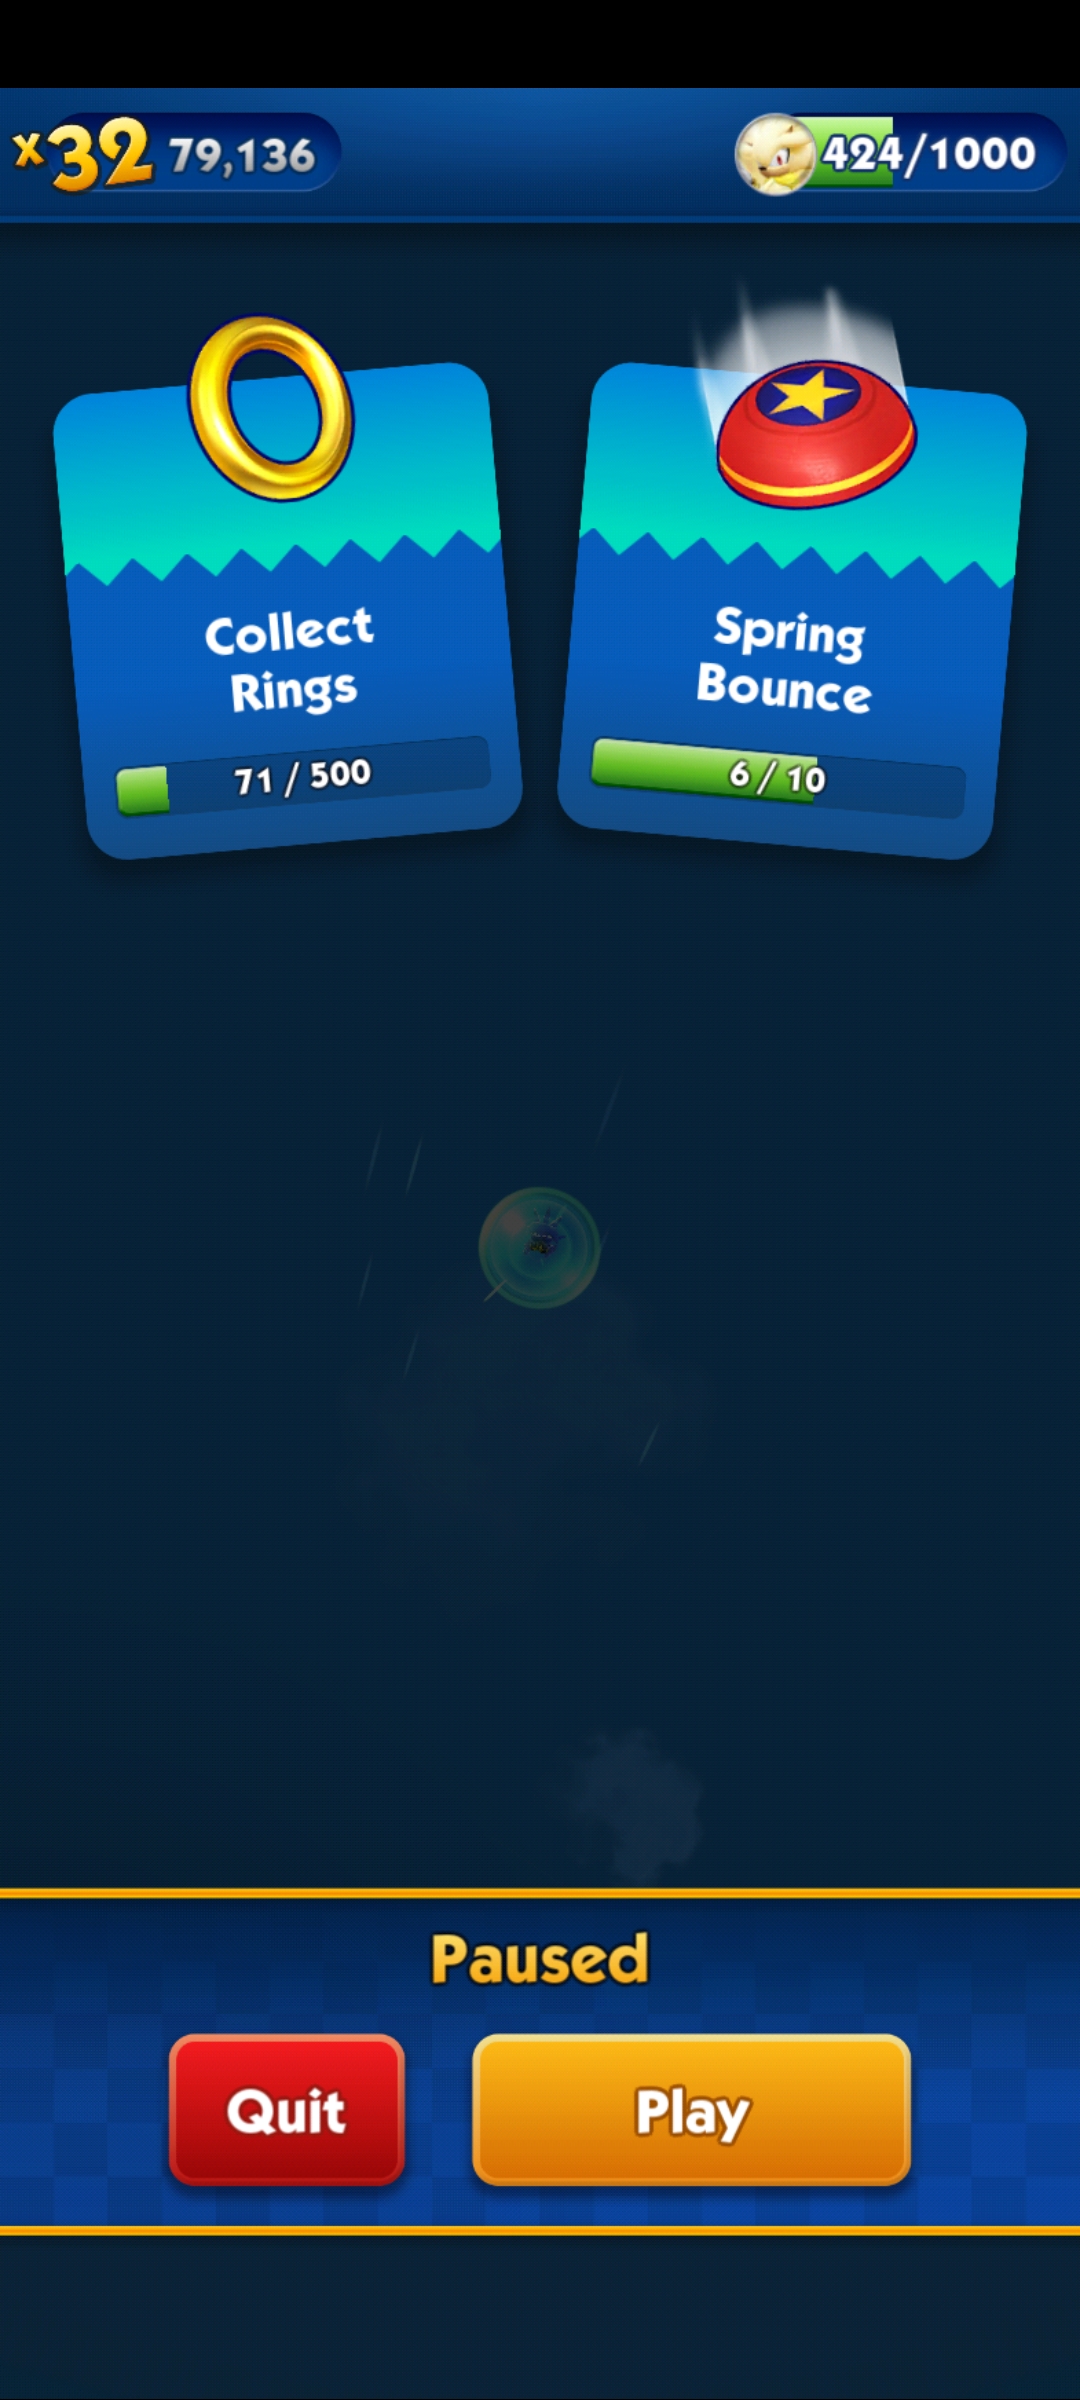 x32 79,136
424/1000
Collect
Rings
71 / 500
Spring
Bounce
6 / 10
Paused
Quit
Play